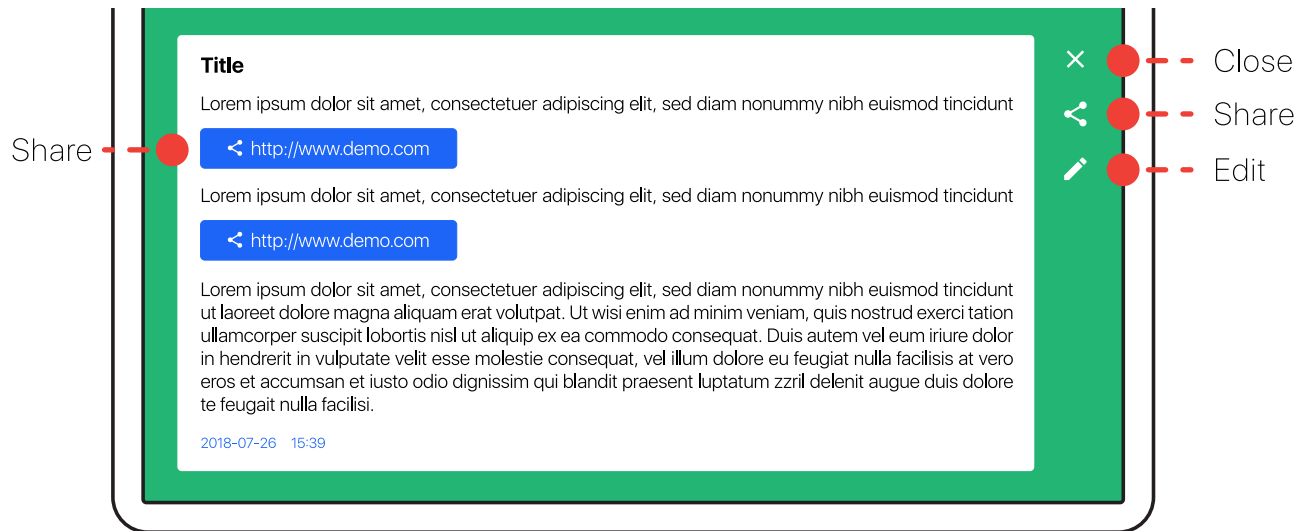 Title
Close
Lorem ipsum dolor sit amet, consectetuer adipiscing elit, sed diam nonummy nibh euismod tincidunt
Share
Share
http://www.demo.com
Edit
Lorem ipsum dolor sit amet, consectetuer adipiscing elit, sed diam nonummy nibh euismod tincidunt
http://www.demo.com
Lorem ipsum dolor sit amet, consectetuer adipiscing elit, sed diam nonummy nibh euismod tincidunt
ut laoreet dolore magna aliquam erat volutpat. Ut wisi enim ad minim veniam, quis nostrud exerci tation
ullamcorper suscipit lobortis nisl ut aliquip ex ea commodo consequat. Duis autem vel eum iriure dolor
in hendrerit in vulputate velit esse molestie consequat, vel illum dolore eu feugiat nulla facilisis at vero
eros et accumsan et iusto odio dignissim qui blandit praesent luptatum zzril delenit augue duis dolore
te feugait nulla facilisi.
2018-07-26 15:39